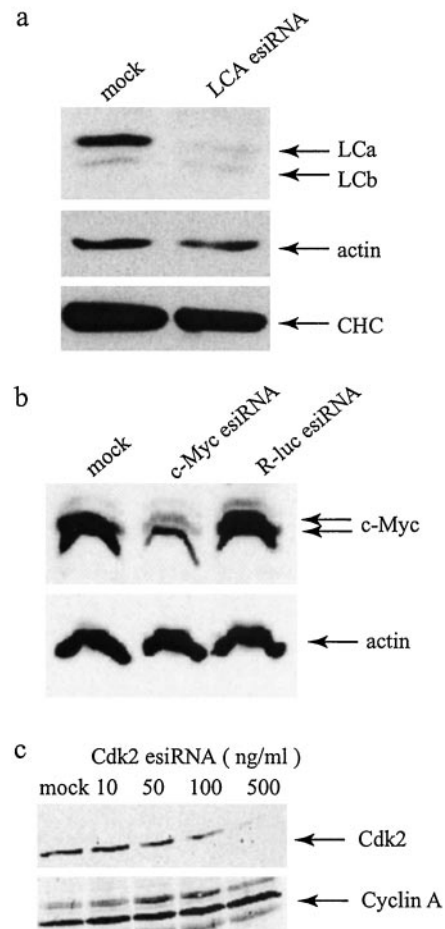 a
mock
LCA esiRNA
LCa
LCb
actin
CHC
b
mock
c-Myc esiRNA
R-luc esiRNA
c-Myc
actin
c
Cdk2 esiRNA ( ng/ml )
mock 10 50 100 500
Cdk2
Cyclin A